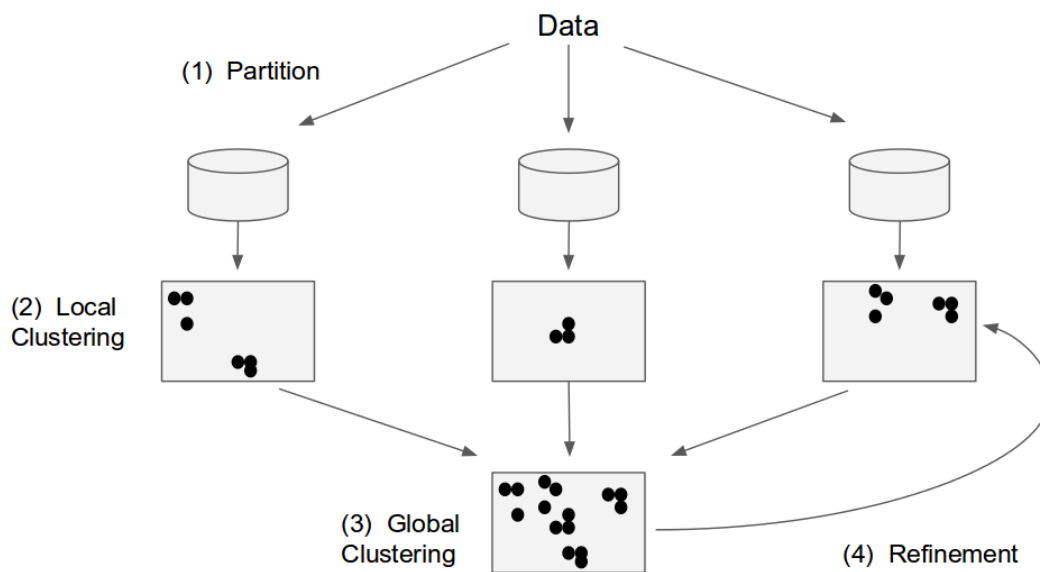 Data
(1) Partition
(2) Local
Clustering
(3) Global
Clustering
(4) Refinement